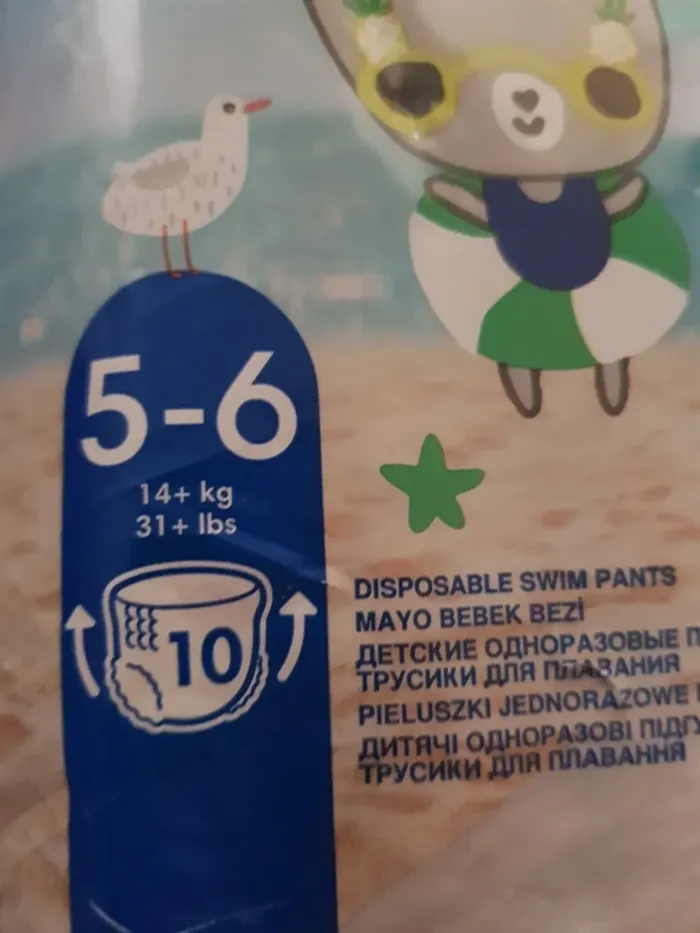 5-6
14+ kg
31+ lbs
10
DISPOSABLE SWIM PANTS
MAYO BEBEK BEZİ
ДЕТСКИЕ ОДНОРАЗОВЫЕ
ТРУСИКИ ДЛЯ ПЛАВАНИЯ
PIELUSZKI JEDNORAZOWE
ДИТЯЧІ ОДНОРАЗОВІ
ТРУСИКИ ДЛЯ ПЛАВАННЯ